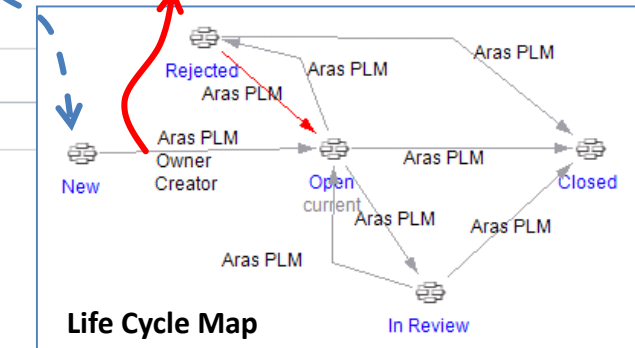 Aras PLM
Rejected
Aras PLM
Aras PLM
Aras PLM
Owner
Creator
New
Aras PLM
Open
current
Closed
Aras PLM
Aras PLM
Aras PLM
Life Cycle Map
In Review